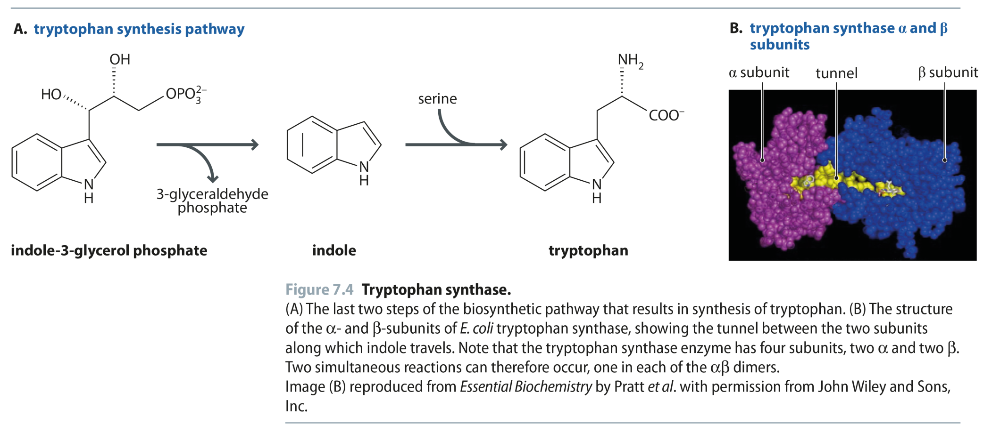 A. tryptophan synthesis pathway
OH
HO
OPO₃²⁻
N
H
indole-3-glycerol phosphate
3-glyceraldehyde
phosphate
N
H
indole
serine
NH₂
COO⁻
N
H
tryptophan
B. tryptophan synthase α and β
subunits
α subunit
tunnel
β subunit
Figure 7.4 Tryptophan synthase.
(A) The last two steps of the biosynthetic pathway that results in synthesis of tryptophan. (B) The structure
of the α- and β-subunits of E. coli tryptophan synthase, showing the tunnel between the two subunits
along which indole travels. Note that the tryptophan synthase enzyme has four subunits, two α and two β.
Two simultaneous reactions can therefore occur, one in each of the αβ dimers.
Image (B) reproduced from Essential Biochemistry by Pratt et al. with permission from John Wiley and Sons,
Inc.